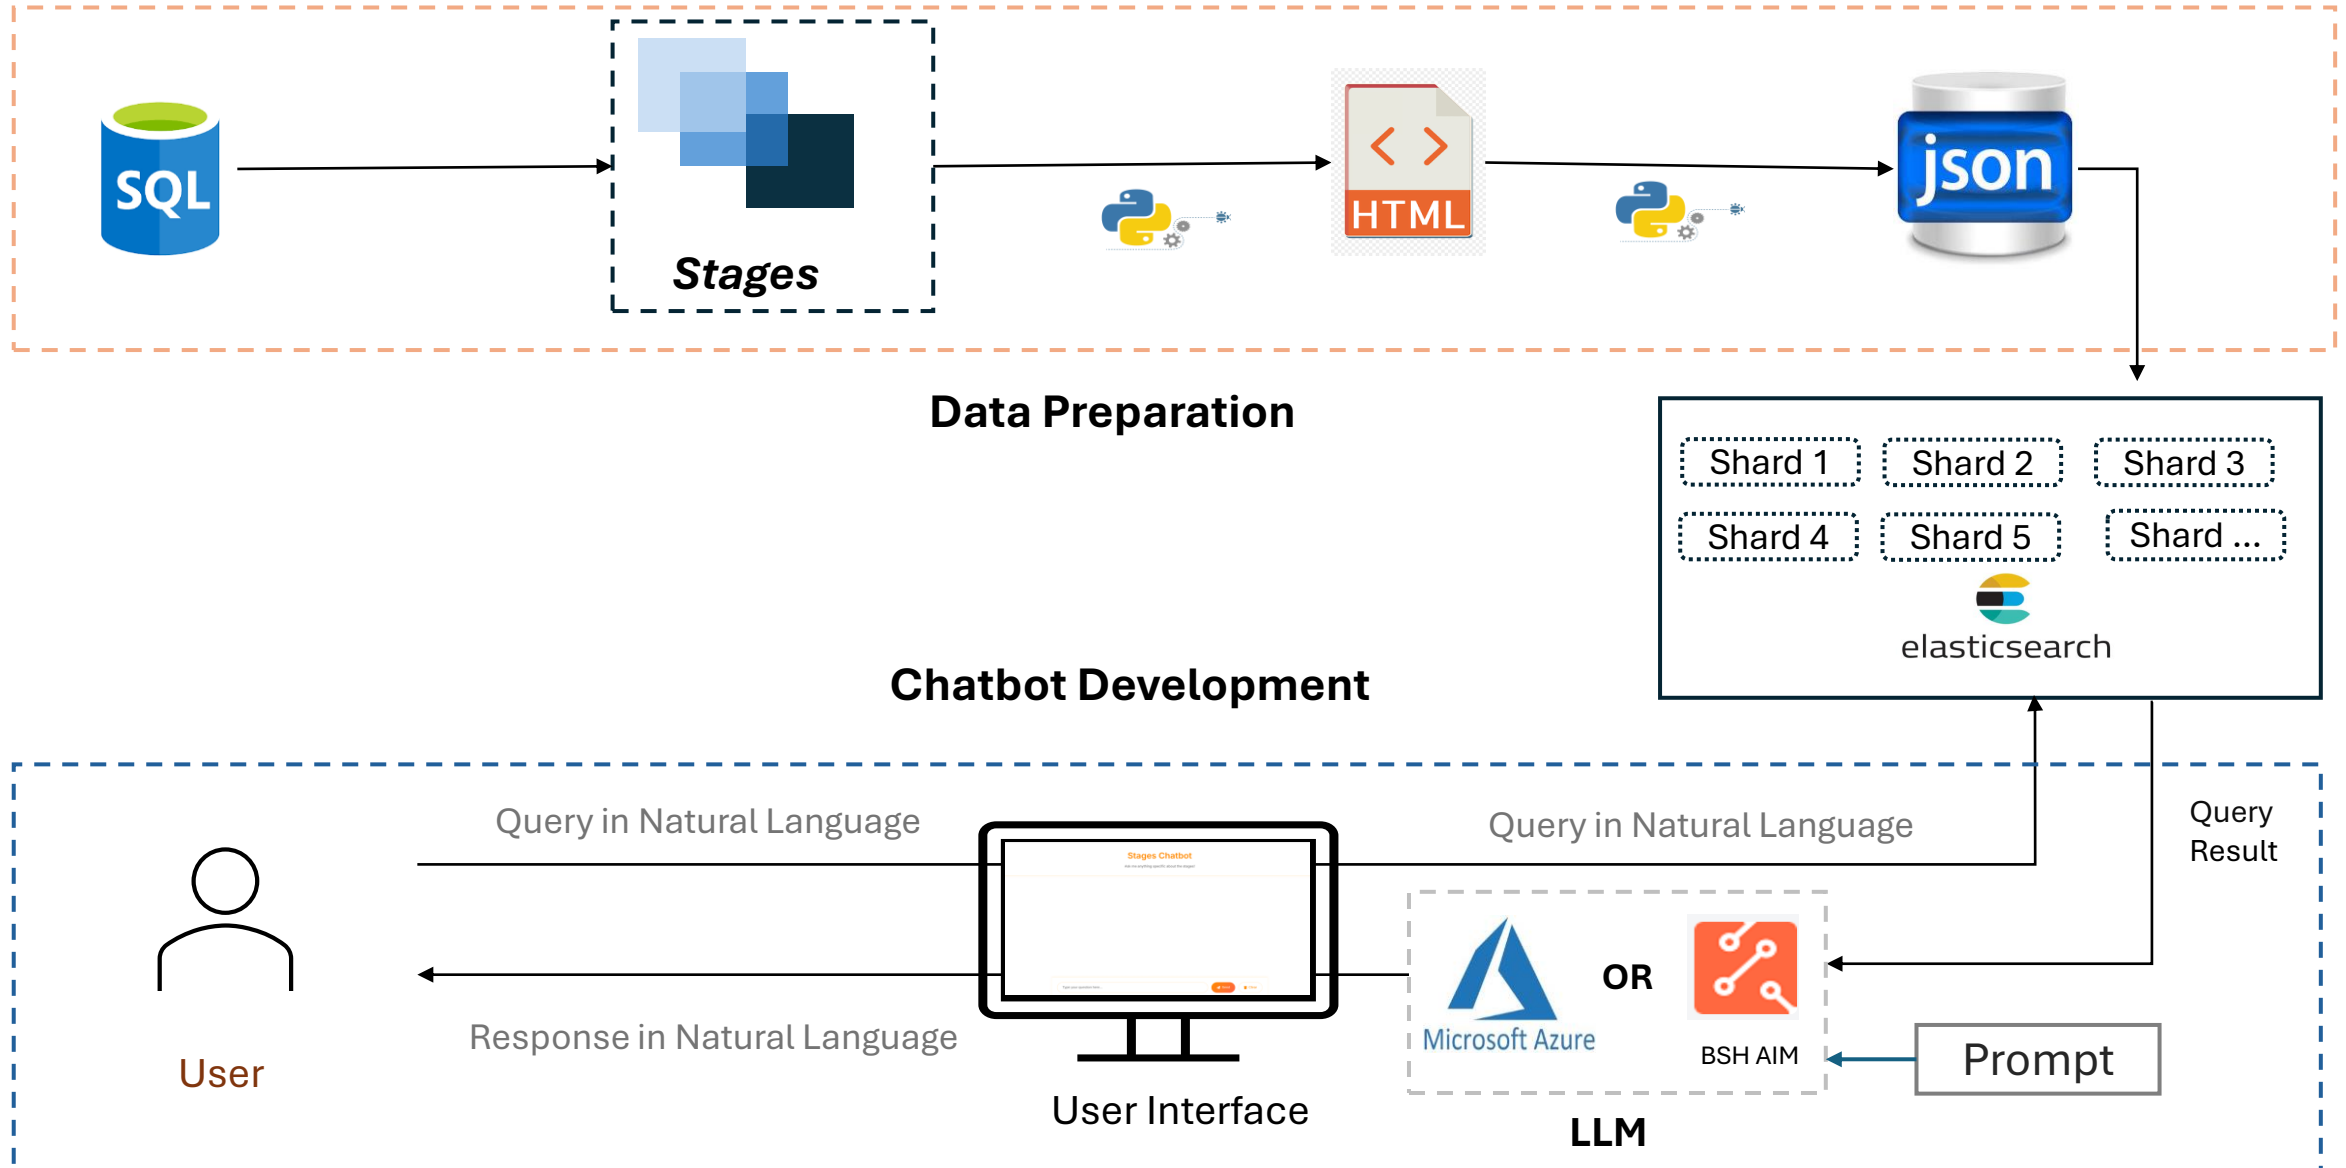 SQL
Stages
HTML
json
Data Preparation
Shard 1
Shard 2
Shard 3
Shard 4
Shard 5
Shard ...
elasticsearch
Chatbot Development
Query in Natural Language
Query in Natural Language
Query
Result
Stages Chatbot
OR
Microsoft Azure
BSH AIM
Prompt
Response in Natural Language
User
User Interface
LLM